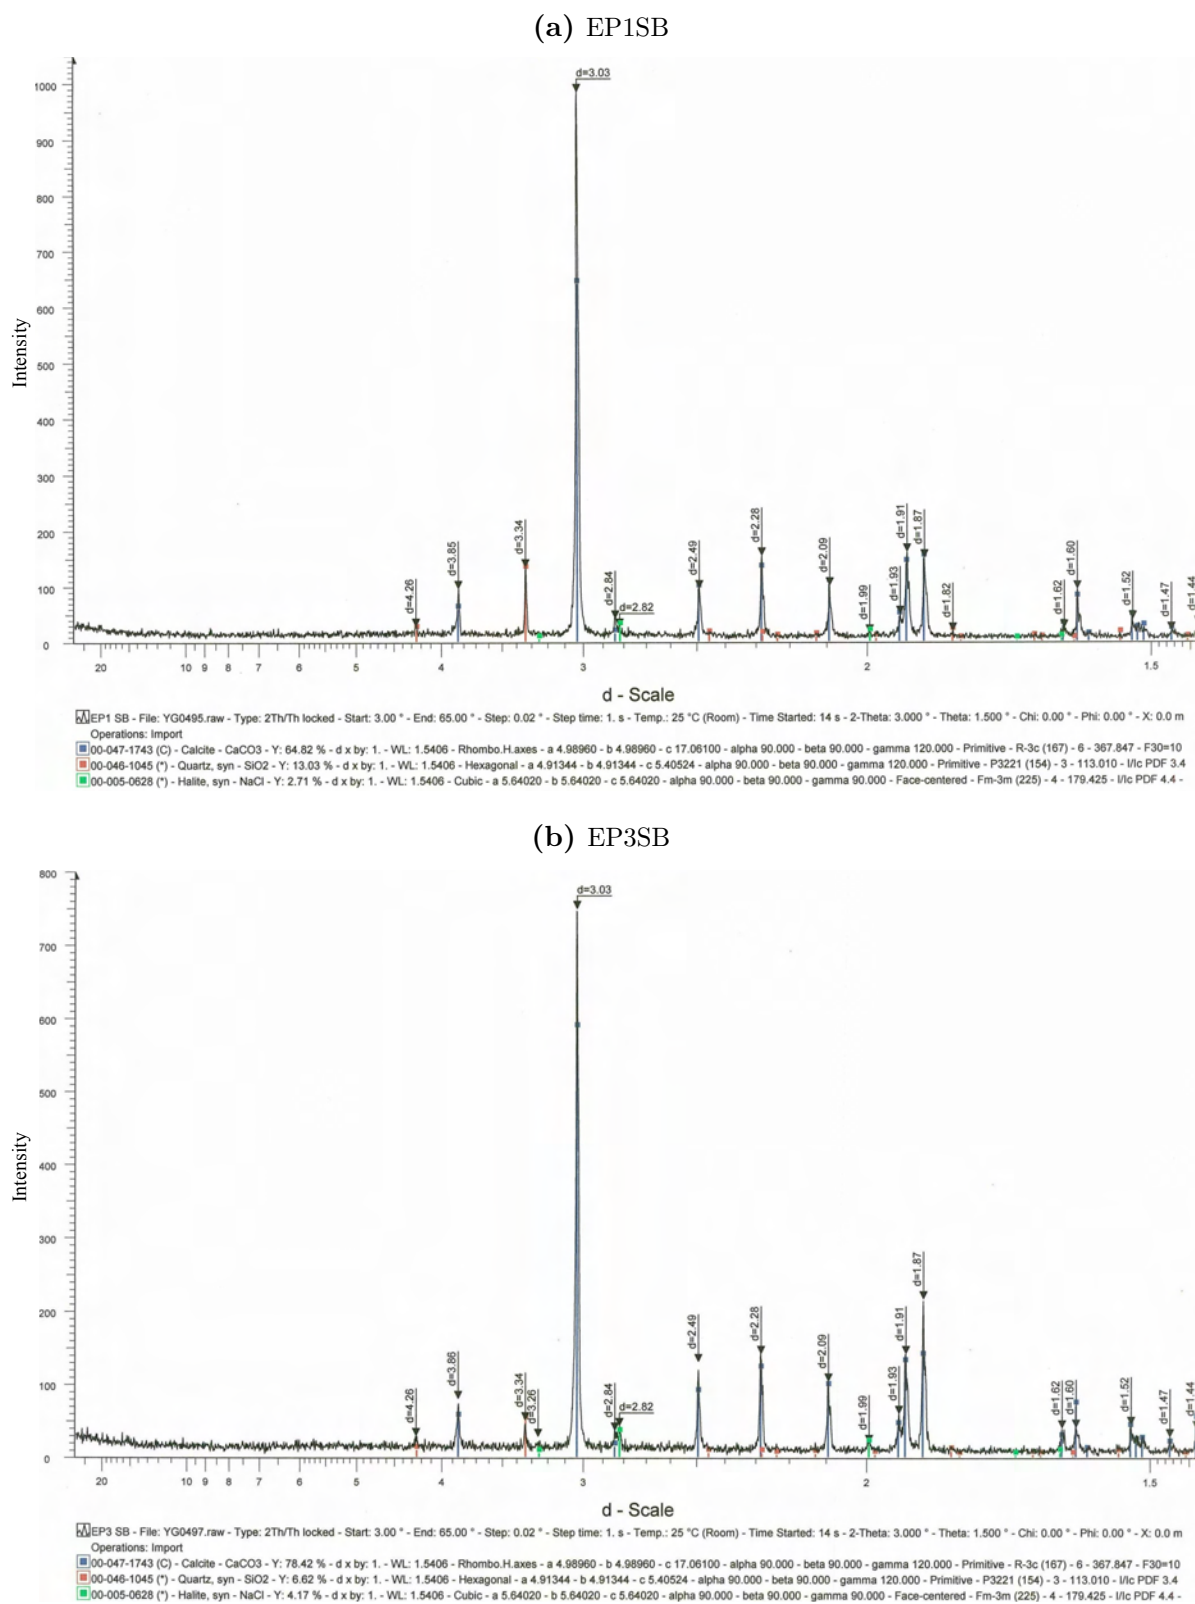 (a) EP1SB
d=3.03
1000
900
800
700
600
500
400
300
200
100
0
Intensity
d=4.26
d=3.85
d=3.34
d=2.84
d=2.82
d=2.49
d=2.28
d=2.09
d=1.99
d=1.93
d=1.91
d=1.87
d=1.82
d=1.62
d=1.60
d=1.52
d=1.47
d=1.44
20 10 9 8 7 6 5 4 3 2 1.5
d - Scale
EP1 SB - File: YG0495.raw - Type: 2Th/Th locked - Start: 3.00 ° - End: 65.00 ° - Step: 0.02 ° - Step time: 1. s - Temp.: 25 °C (Room) - Time Started: 14 s - 2-Theta: 3.000 ° - Theta: 1.500 ° - Chi: 0.00 ° - Phi: 0.00 ° - X: 0.0 m
Operations: Import
00-047-1743 (C) - Calcite - CaCO3 - Y: 64.82 % - d x by: 1. - WL: 1.5406 - Rhombo.H.axes - a 4.98960 - b 4.98960 - c 17.06100 - alpha 90.000 - beta 90.000 - gamma 120.000 - Primitive - R-3c (167) - 6 - 367.847 - F30=10
00-046-1045 (*) - Quartz, syn - SiO2 - Y: 13.03 % - d x by: 1. - WL: 1.5406 - Hexagonal - a 4.91344 - b 4.91344 - c 5.40524 - alpha 90.000 - beta 90.000 - gamma 120.000 - Primitive - P3221 (154) - 3 - 113.010 - I/Ic PDF 3.4
00-005-0628 (*) - Halite, syn - NaCl - Y: 2.71 % - d x by: 1. - WL: 1.5406 - Cubic - a 5.64020 - b 5.64020 - c 5.64020 - alpha 90.000 - beta 90.000 - gamma 90.000 - Face-centered - Fm-3m (225) - 4 - 179.425 - I/Ic PDF 4.4 -
(b) EP3SB
d=3.03
800
700
600
500
400
300
200
100
0
Intensity
d=4.26
d=3.86
d=3.34
d=3.26
d=2.84
d=2.82
d=2.49
d=2.28
d=2.09
d=1.99
d=1.93
d=1.91
d=1.87
d=1.62
d=1.60
d=1.52
d=1.47
d=1.44
20 10 9 8 7 6 5 4 3 2 1.5
d - Scale
EP3 SB - File: YG0497.raw - Type: 2Th/Th locked - Start: 3.00 ° - End: 65.00 ° - Step: 0.02 ° - Step time: 1. s - Temp.: 25 °C (Room) - Time Started: 14 s - 2-Theta: 3.000 ° - Theta: 1.500 ° - Chi: 0.00 ° - Phi: 0.00 ° - X: 0.0 m
Operations: Import
00-047-1743 (C) - Calcite - CaCO3 - Y: 78.42 % - d x by: 1. - WL: 1.5406 - Rhombo.H.axes - a 4.98960 - b 4.98960 - c 17.06100 - alpha 90.000 - beta 90.000 - gamma 120.000 - Primitive - R-3c (167) - 6 - 367.847 - F30=10
00-046-1045 (*) - Quartz, syn - SiO2 - Y: 6.62 % - d x by: 1. - WL: 1.5406 - Hexagonal - a 4.91344 - b 4.91344 - c 5.40524 - alpha 90.000 - beta 90.000 - gamma 120.000 - Primitive - P3221 (154) - 3 - 113.010 - I/Ic PDF 3.4
00-005-0628 (*) - Halite, syn - NaCl - Y: 4.17 % - d x by: 1. - WL: 1.5406 - Cubic - a 5.64020 - b 5.64020 - c 5.64020 - alpha 90.000 - beta 90.000 - gamma 90.000 - Face-centered - Fm-3m (225) - 4 - 179.425 - I/Ic PDF 4.4 -